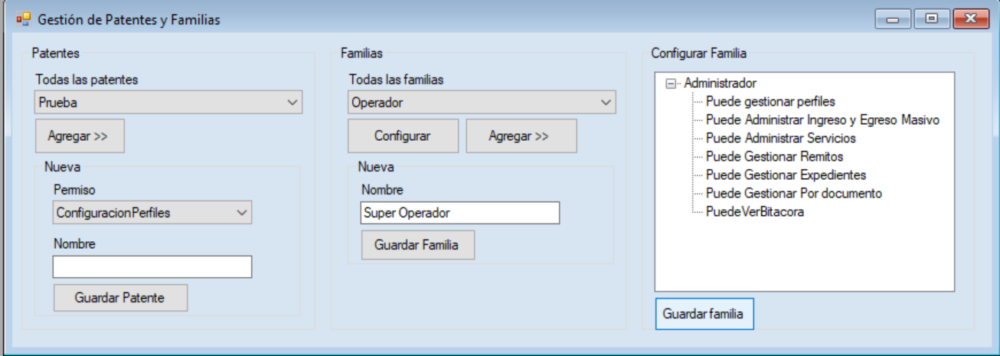 Gestión de Patentes y Familias
Patentes
Todas las patentes
Prueba
Agregar >>
Nueva
Permiso
ConfiguracionPerfiles
Nombre
Guardar Patente
Familias
Todas las familias
Operador
Configurar
Agregar >>
Nueva
Nombre
Super Operador
Guardar Familia
Configurar Familia
Administrador
Puede gestionar perfiles
Puede Administrar Ingreso y Egreso Masivo
Puede Administrar Servicios
Puede Gestionar Remitos
Puede Gestionar Expedientes
Puede Gestionar Por documento
PuedeVerBitacora
Guardar familia